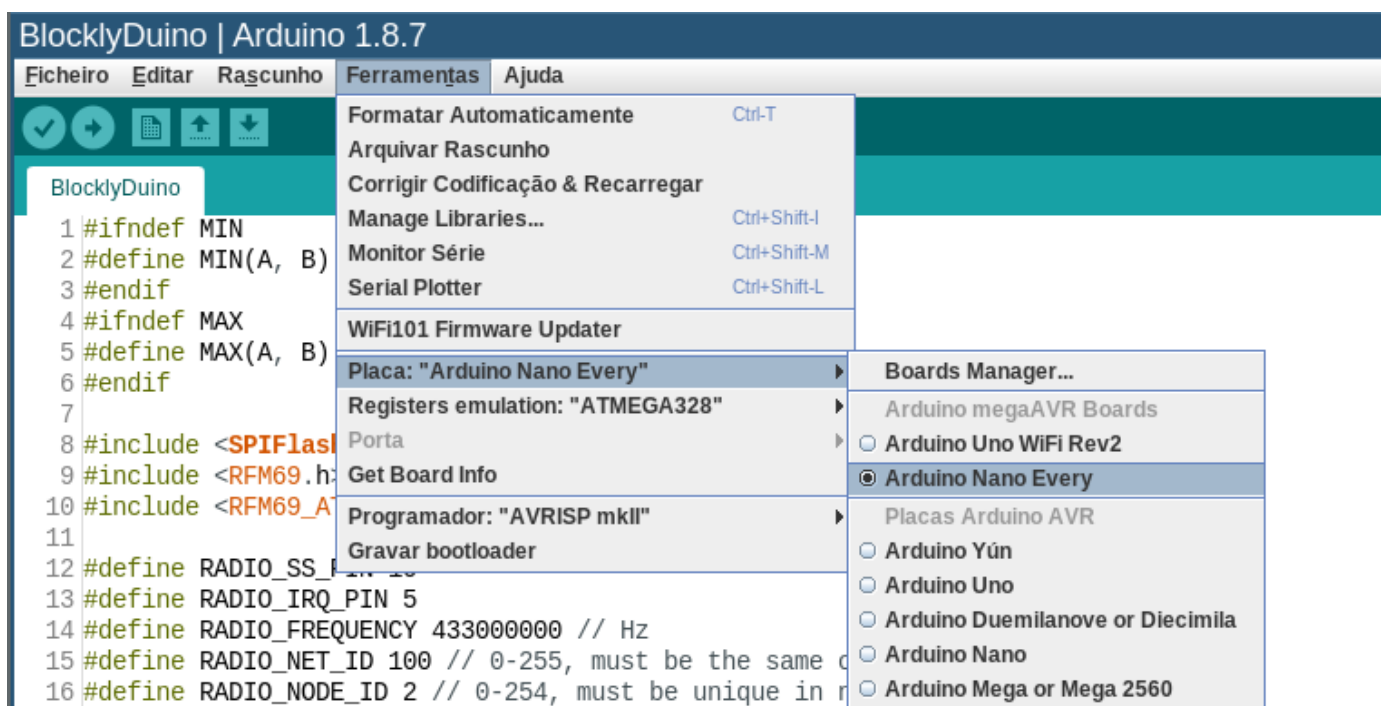 BlocklyDuino | Arduino 1.8.7
Ficheiro Editar Rascunho Ferramentas Ajuda
BlocklyDuino
Formatar Automaticamente Ctrl-T
Arquivar Rascunho
Corrigir Codificação & Recarregar
Manage Libraries... Ctrl+Shift-I
Monitor Série Ctrl+Shift-M
Serial Plotter Ctrl+Shift-L
WiFi101 Firmware Updater
Placa: "Arduino Nano Every"
Registers emulation: "ATMEGA328"
Porta
Get Board Info
Programador: "AVRISP mkII"
Gravar bootloader
Boards Manager...
Arduino megaAVR Boards
Arduino Uno WiFi Rev2
Arduino Nano Every
Placas Arduino AVR
Arduino Yún
Arduino Uno
Arduino Duemilanove or Diecimila
Arduino Nano
Arduino Mega or Mega 2560
1 #ifndef MIN
2 #define MIN(A, B)
3 #endif
4 #ifndef MAX
5 #define MAX(A, B)
6 #endif
7
8 #include <SPIFlas
9 #include <RFM69.h
10 #include <RFM69_A
11
12 #define RADIO_SS_
13 #define RADIO_IRQ_PIN 5
14 #define RADIO_FREQUENCY 433000000 // Hz
15 #define RADIO_NET_ID 100 // 0-255, must be the same
16 #define RADIO_NODE_ID 2 // 0-254, must be unique in